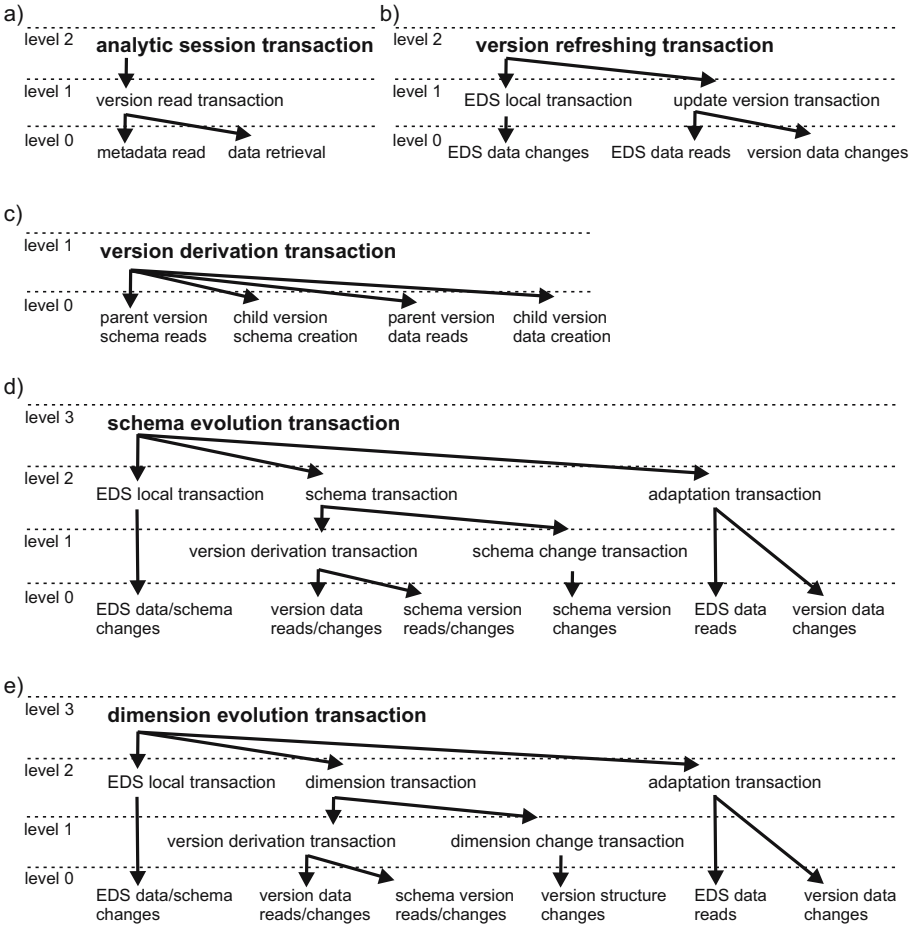 a)
level 2
analytic session transaction
level 1
version read transaction
level 0
metadata read
data retrieval
b)
level 2
version refreshing transaction
level 1
EDS local transaction
update version transaction
level 0
EDS data changes
EDS data reads
version data changes
c)
level 1
version derivation transaction
level 0
parent version
schema reads
child version
schema creation
parent version
data reads
child version
data creation
d)
level 3
schema evolution transaction
level 2
EDS local transaction
schema transaction
adaptation transaction
level 1
version derivation transaction
schema change transaction
level 0
EDS data/schema
changes
version data
reads/changes
schema version
reads/changes
schema version
changes
EDS data
reads
version data
changes
e)
level 3
dimension evolution transaction
level 2
EDS local transaction
dimension transaction
adaptation transaction
level 1
version derivation transaction
dimension change transaction
level 0
EDS data/schema
changes
version data
reads/changes
schema version
reads/changes
version structure
changes
EDS data
reads
version data
changes